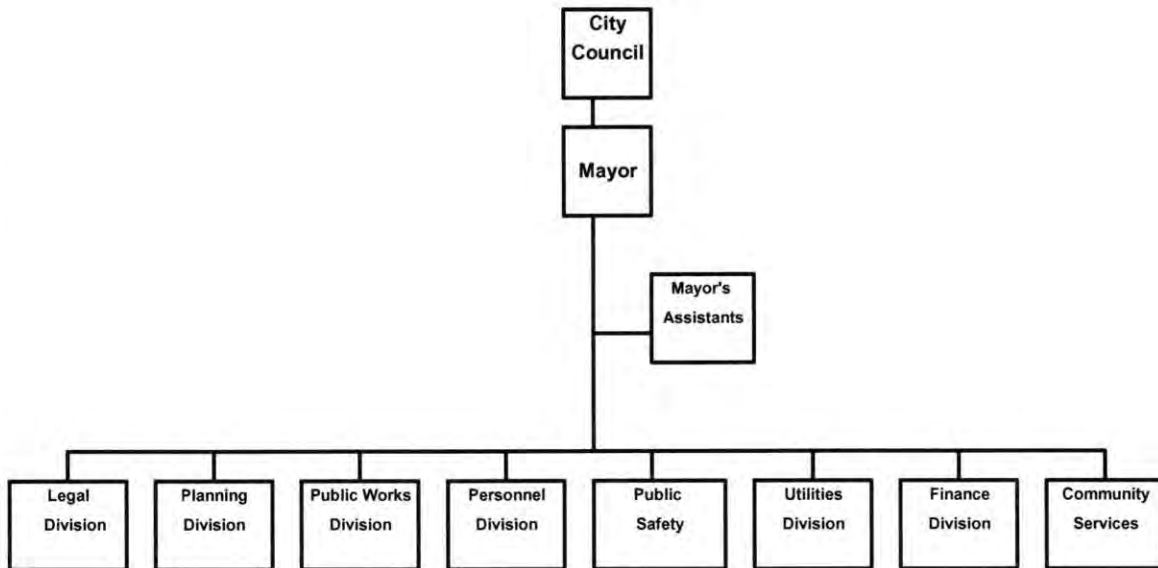 City
Council
Mayor
Mayor's
Assistants
Legal
Division
Planning
Division
Public Works
Division
Personnel
Division
Public
Safety
Utilities
Division
Finance
Division
Community
Services